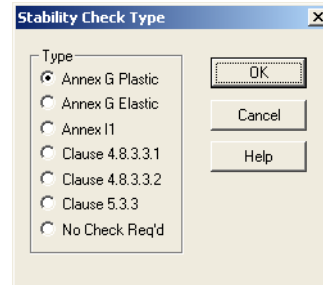 Stability Check Type
Type
Annex G Plastic
Annex G Elastic
Annex I1
Clause 4.8.3.3.1
Clause 4.8.3.3.2
Clause 5.3.3
No Check Req'd
OK
Cancel
Help